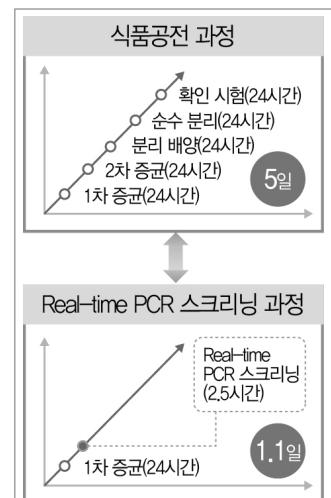 식품공전 과정
확인 시험(24시간)
순수 분리(24시간)
분리 배양(24시간)
2차 증균(24시간)
1차 증균(24시간)
5일
Real-time PCR 스크리닝 과정
Real-time
PCR 스크리닝
(2.5시간)
1차 증균(24시간)
1.1일